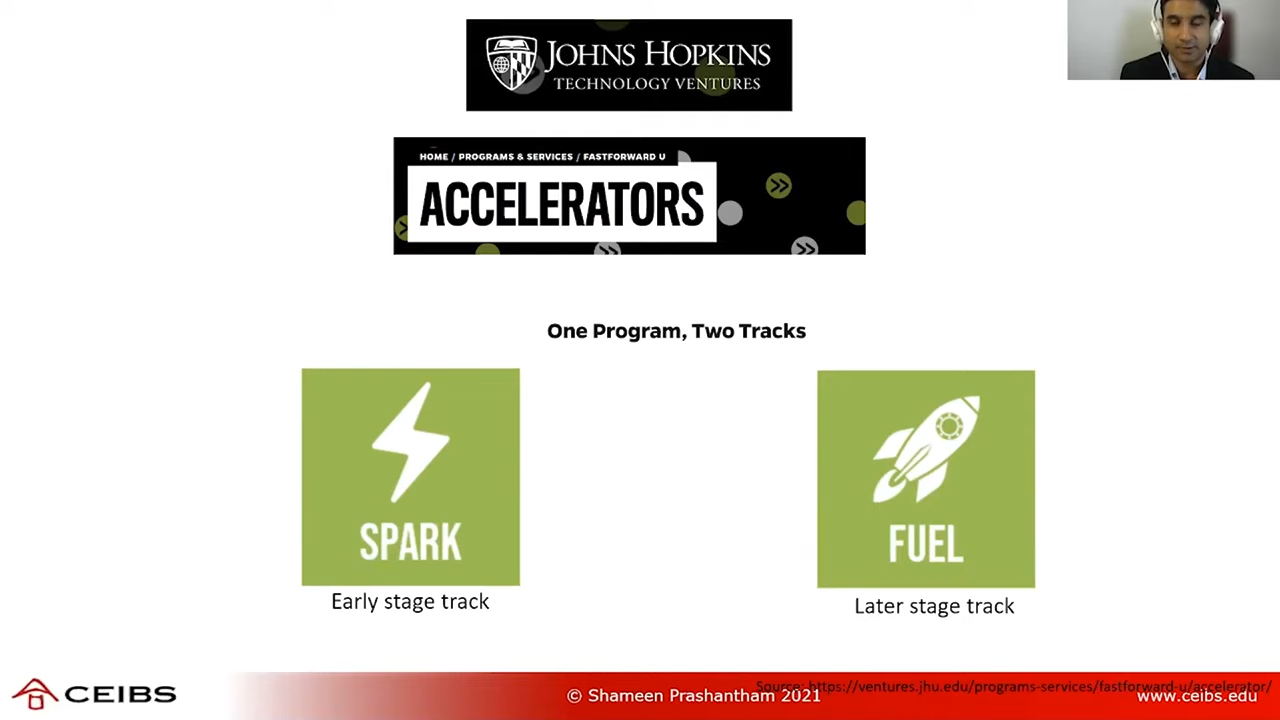 JOHNS HOPKINS
TECHNOLOGY VENTURES
HOME / PROGRAMS & SERVICES / FASTFORWARD U
ACCELERATORS
One Program, Two Tracks
SPARK
Early stage track
FUEL
Later stage track
CEIBS
© Shameen Prashantham 2021
Source: https://ventures.jhu.edu/programs-services/fastforward-u/accelerator/
www.ceibs.edu